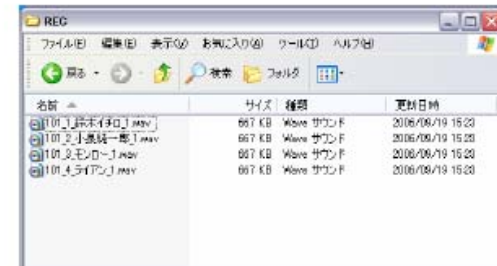 REC
ファイル(F) 編集(E) 表示(V) お気に入り(A) ツール(T) ヘルプ(H)
戻る 検索 フォルダ
名前 サイズ 種類 更新日時
101_1_鈴木イチロ_1.wav 667 KB Wave サウンド 2006/09/19 15:23
101_2_小泉純一郎_1.wav 667 KB Wave サウンド 2006/09/19 15:23
101_3_モンロー_1.wav 667 KB Wave サウンド 2006/09/19 15:23
101_4_ライアン_1.wav 667 KB Wave サウンド 2006/09/19 15:23